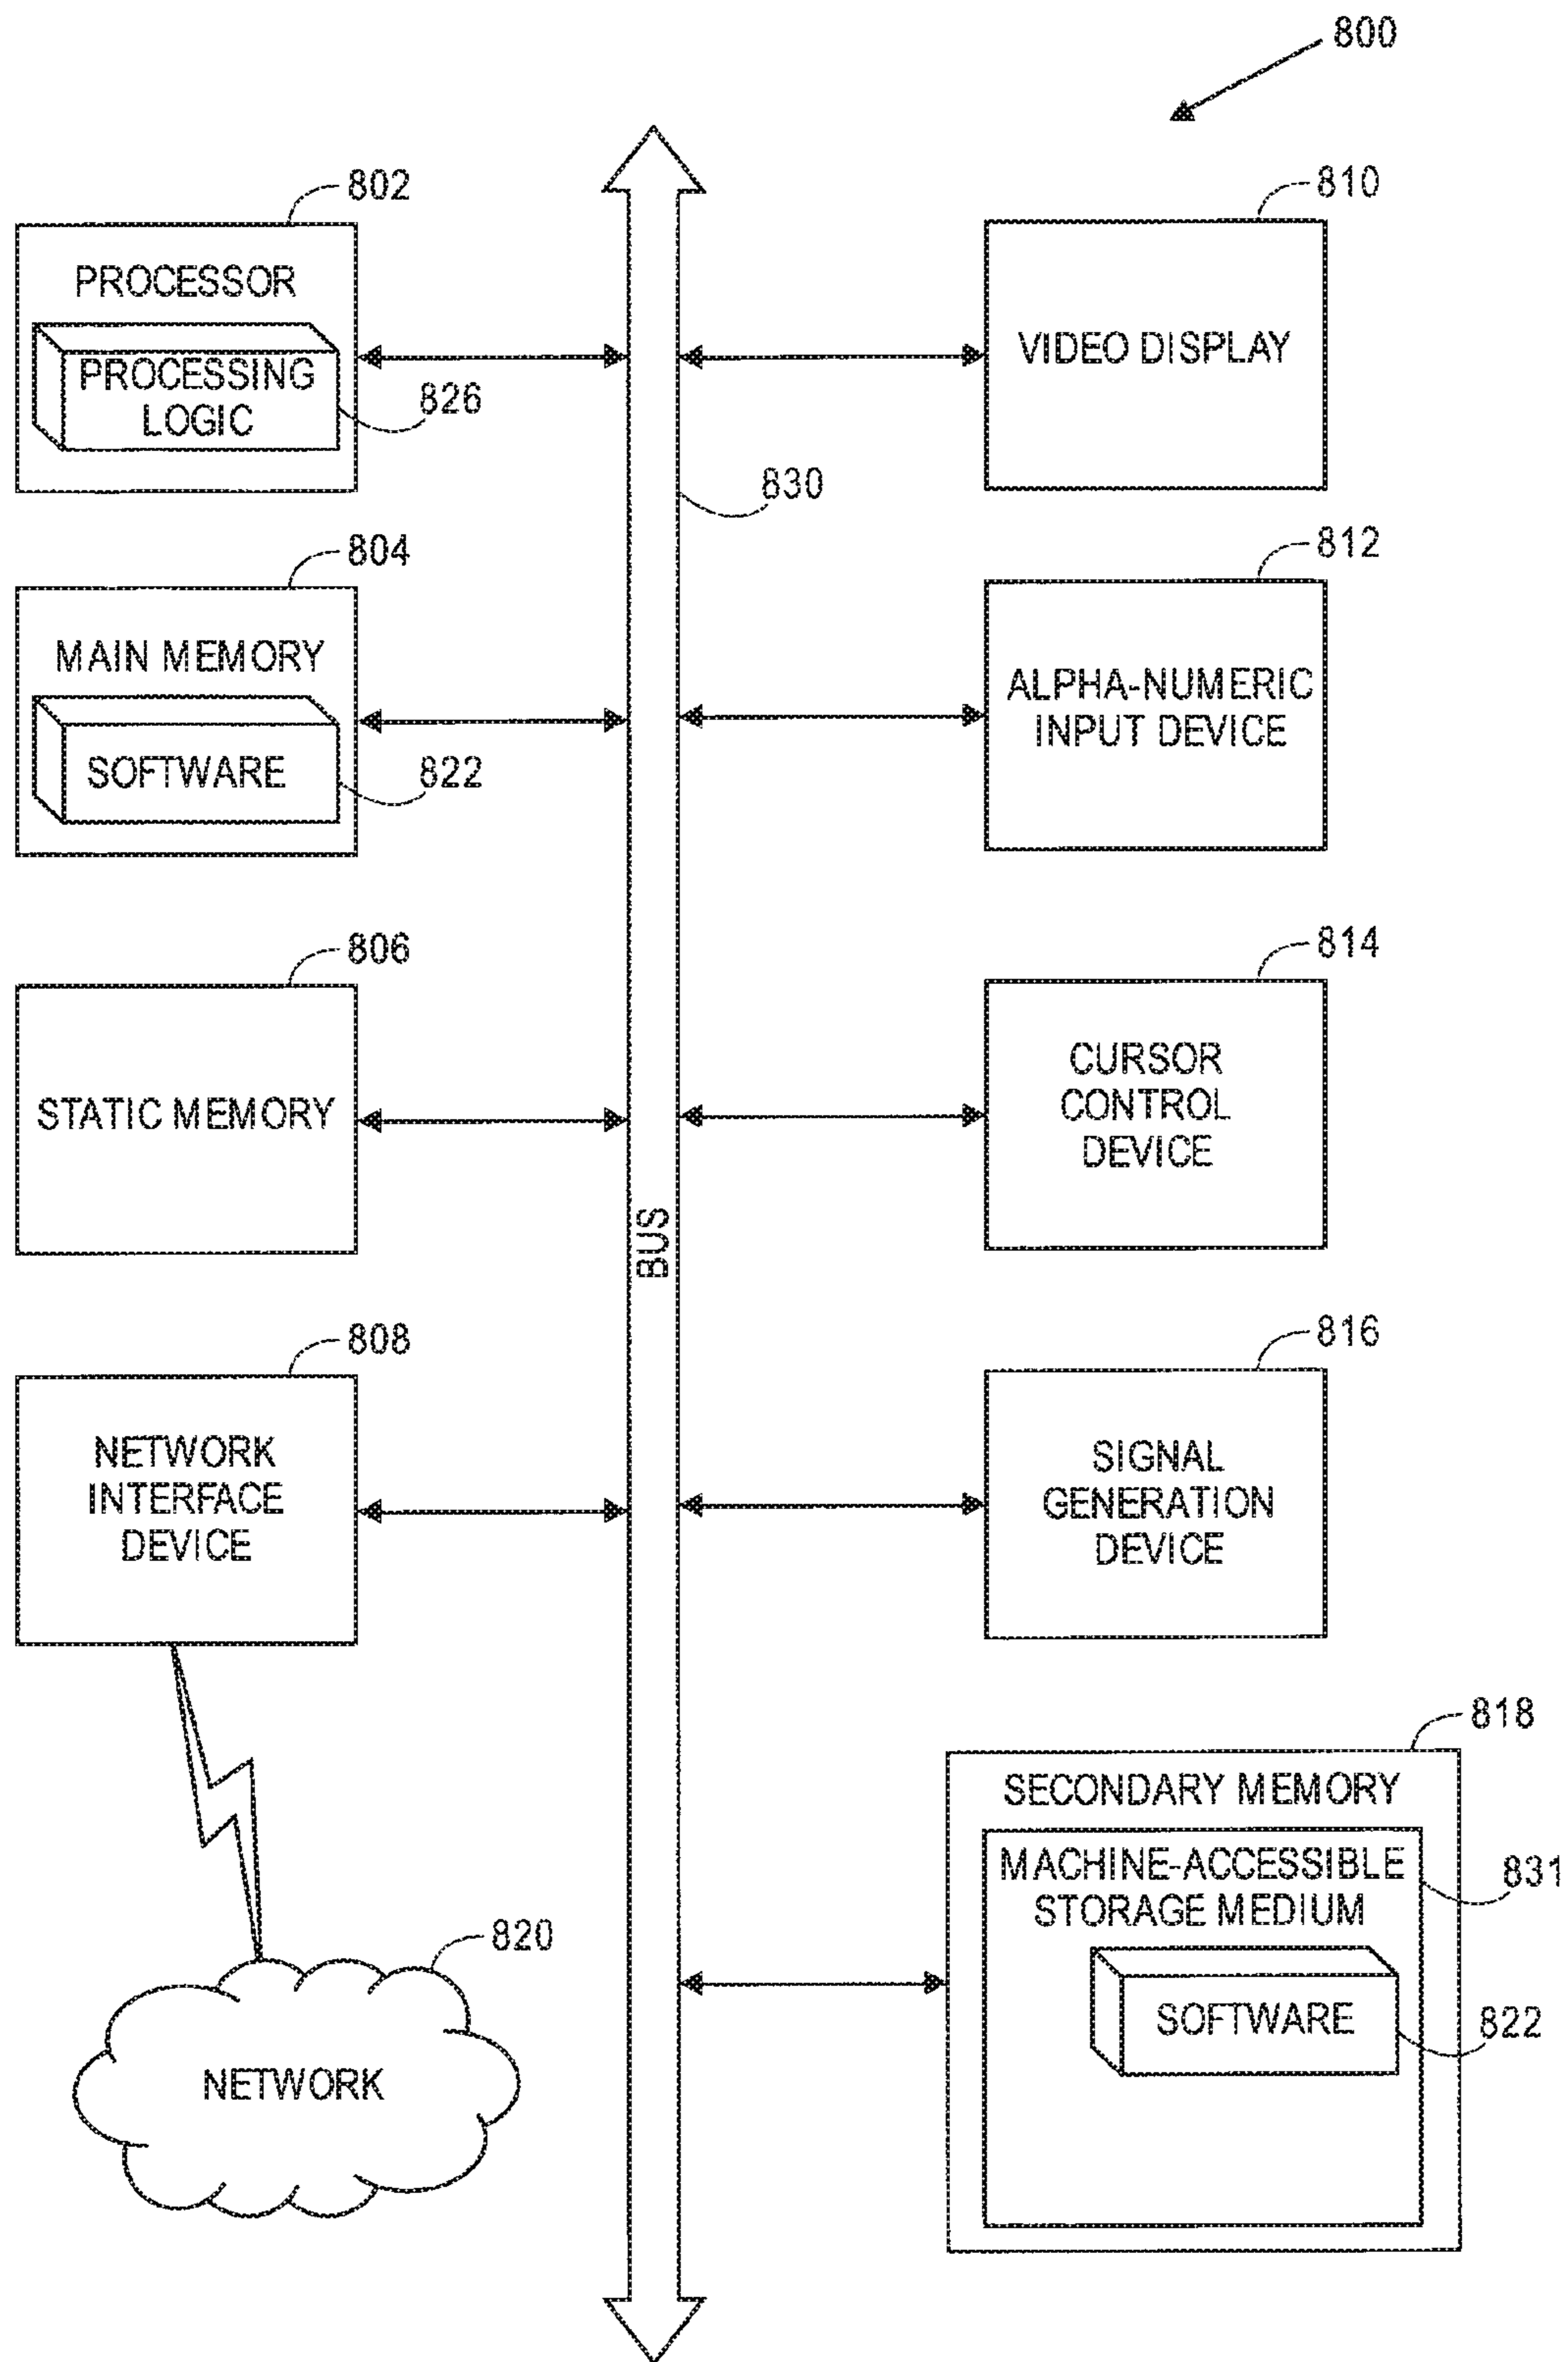 800
802
PROCESSOR
PROCESSING
LOGIC
826
804
MAIN MEMORY
SOFTWARE
822
806
STATIC MEMORY
808
NETWORK
INTERFACE
DEVICE
820
NETWORK
830
BUS
810
VIDEO DISPLAY
812
ALPHA-NUMERIC
INPUT DEVICE
814
CURSOR
CONTROL
DEVICE
816
SIGNAL
GENERATION
DEVICE
818
SECONDARY MEMORY
MACHINE-ACCESSIBLE
STORAGE MEDIUM
831
SOFTWARE
822